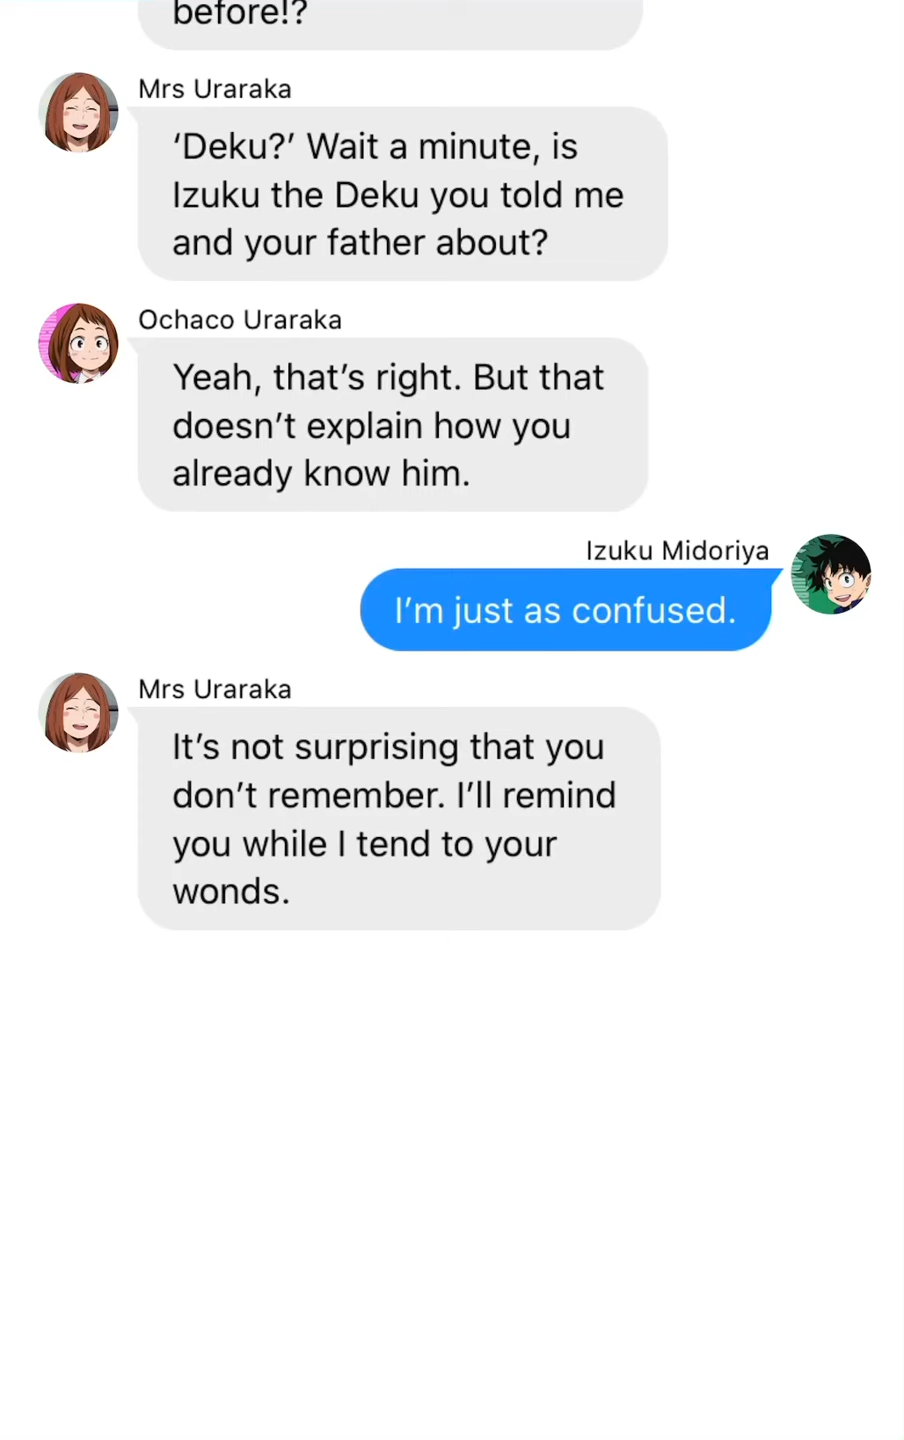 before!?
Mrs Uraraka
‘Deku?’ Wait a minute, is
Izuku the Deku you told me
and your father about?
Ochaco Uraraka
Yeah, that’s right. But that
doesn’t explain how you
already know him.
Izuku Midoriya
I’m just as confused.
Mrs Uraraka
It’s not surprising that you
don’t remember. I’ll remind
you while I tend to your
wonds.